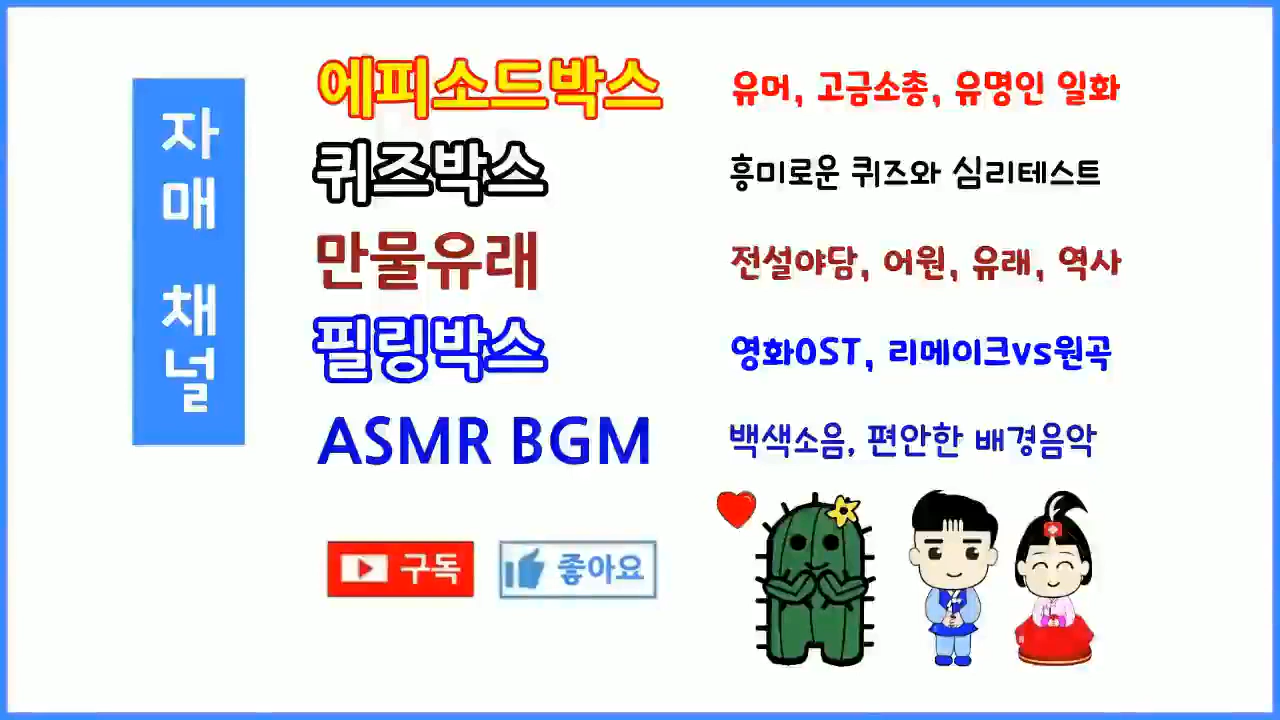 자매 채널
에피소드박스 유머, 고금소총, 유명인 일화
퀴즈박스 흥미로운 퀴즈와 심리테스트
만물유래 전설야담, 어원, 유래, 역사
필링박스 영화OST, 리메이크vs원곡
ASMR BGM 백색소음, 편안한 배경음악
구독 좋아요